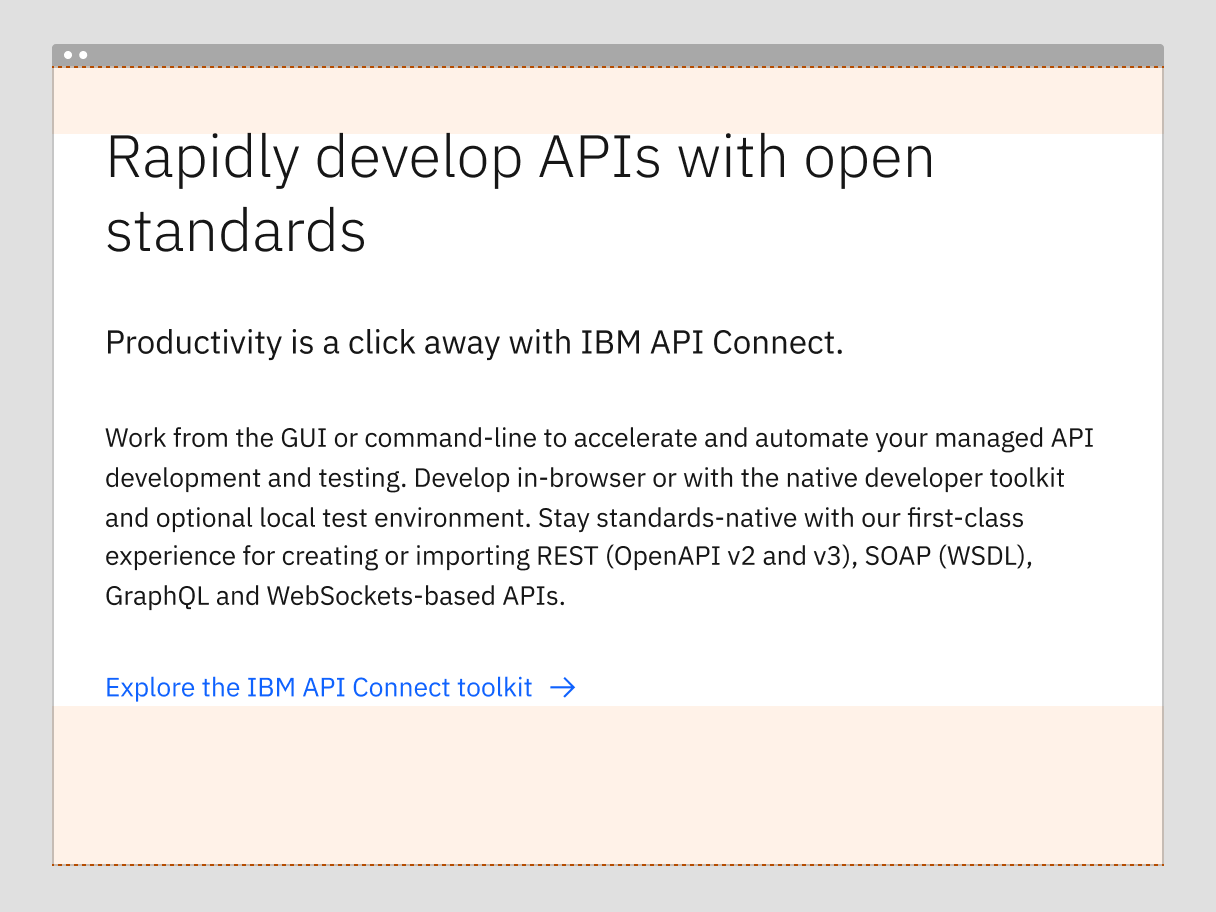 Rapidly develop APIs with open
standards
Productivity is a click away with IBM API Connect.
Work from the GUI or command-line to accelerate and automate your managed API
development and testing. Develop in-browser or with the native developer toolkit
and optional local test environment. Stay standards-native with our first-class
experience for creating or importing REST (OpenAPI v2 and v3), SOAP (WSDL),
GraphQL and WebSockets-based APIs.
Explore the IBM API Connect toolkit →